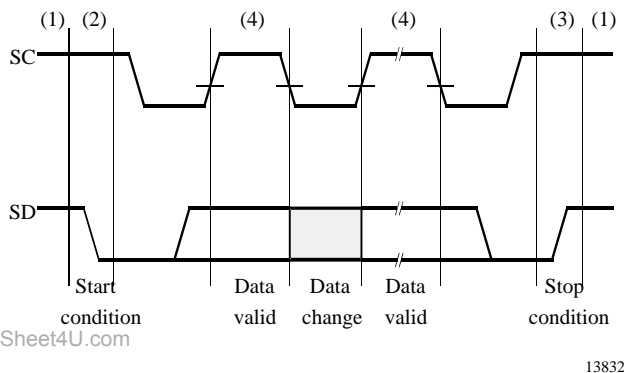 (1) (2) (4) (4) (3) (1)
SC
SD
Start Data Data Data Stop
condition valid change valid condition
Sheet4U.com
13832